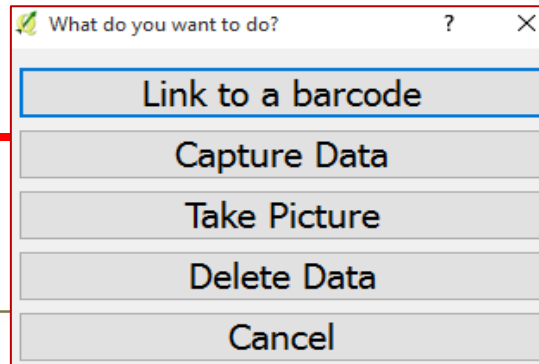 What do you want to do? ?
Link to a barcode
Capture Data
Take Picture
Delete Data
Cancel